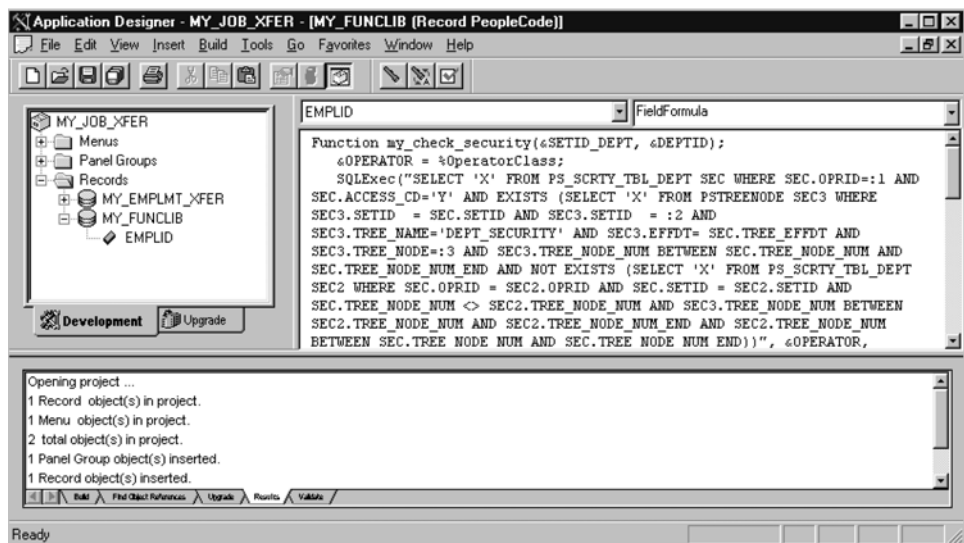 Application Designer - MY_JOB_XFER - [MY_FUNCLIB (Record PeopleCode)]
File Edit View Insert Build Tools Go Favorites Window Help
MY_JOB_XFER
Menus
Panel Groups
Records
MY_EMPLMT_XFER
MY_FUNCLIB
EMPLID
Development
Upgrade
EMPLID
FieldFormula
Function my_check_security(&SETID_DEPT, &DEPTID);
&OPERATOR = %OperatorClass;
SQLExec("SELECT 'X' FROM PS_SCRTY_TBL_DEPT SEC WHERE SEC.OPRID=:1 AND
SEC.ACCESS_CD='Y' AND EXISTS (SELECT 'X' FROM PSTREENODE SEC3 WHERE
SEC3.SETID = SEC.SETID AND SEC3.SETID = :2 AND
SEC3.TREE_NAME='DEPT_SECURITY' AND SEC3.EFFDT= SEC.TREE_EFFDT AND
SEC3.TREE_NODE=:3 AND SEC3.TREE_NODE_NUM BETWEEN SEC.TREE_NODE_NUM AND
SEC.TREE_NODE_NUM_END AND NOT EXISTS (SELECT 'X' FROM PS_SCRTY_TBL_DEPT
SEC2 WHERE SEC.OPRID = SEC2.OPRID AND SEC.SETID = SEC2.SETID AND
SEC.TREE_NODE_NUM <> SEC2.TREE_NODE_NUM AND SEC3.TREE_NODE_NUM BETWEEN
SEC2.TREE_NODE_NUM AND SEC2.TREE_NODE_NUM_END AND SEC2.TREE_NODE_NUM
BETWEEN SEC.TREE_NODE_NUM AND SEC.TREE_NODE_NUM_END))", &OPERATOR,
Opening project ...
1 Record object(s) in project.
1 Menu object(s) in project.
2 total object(s) in project.
1 Panel Group object(s) inserted.
1 Record object(s) inserted.
Build
Find Object References
Upgrade
Results
Validate
Ready